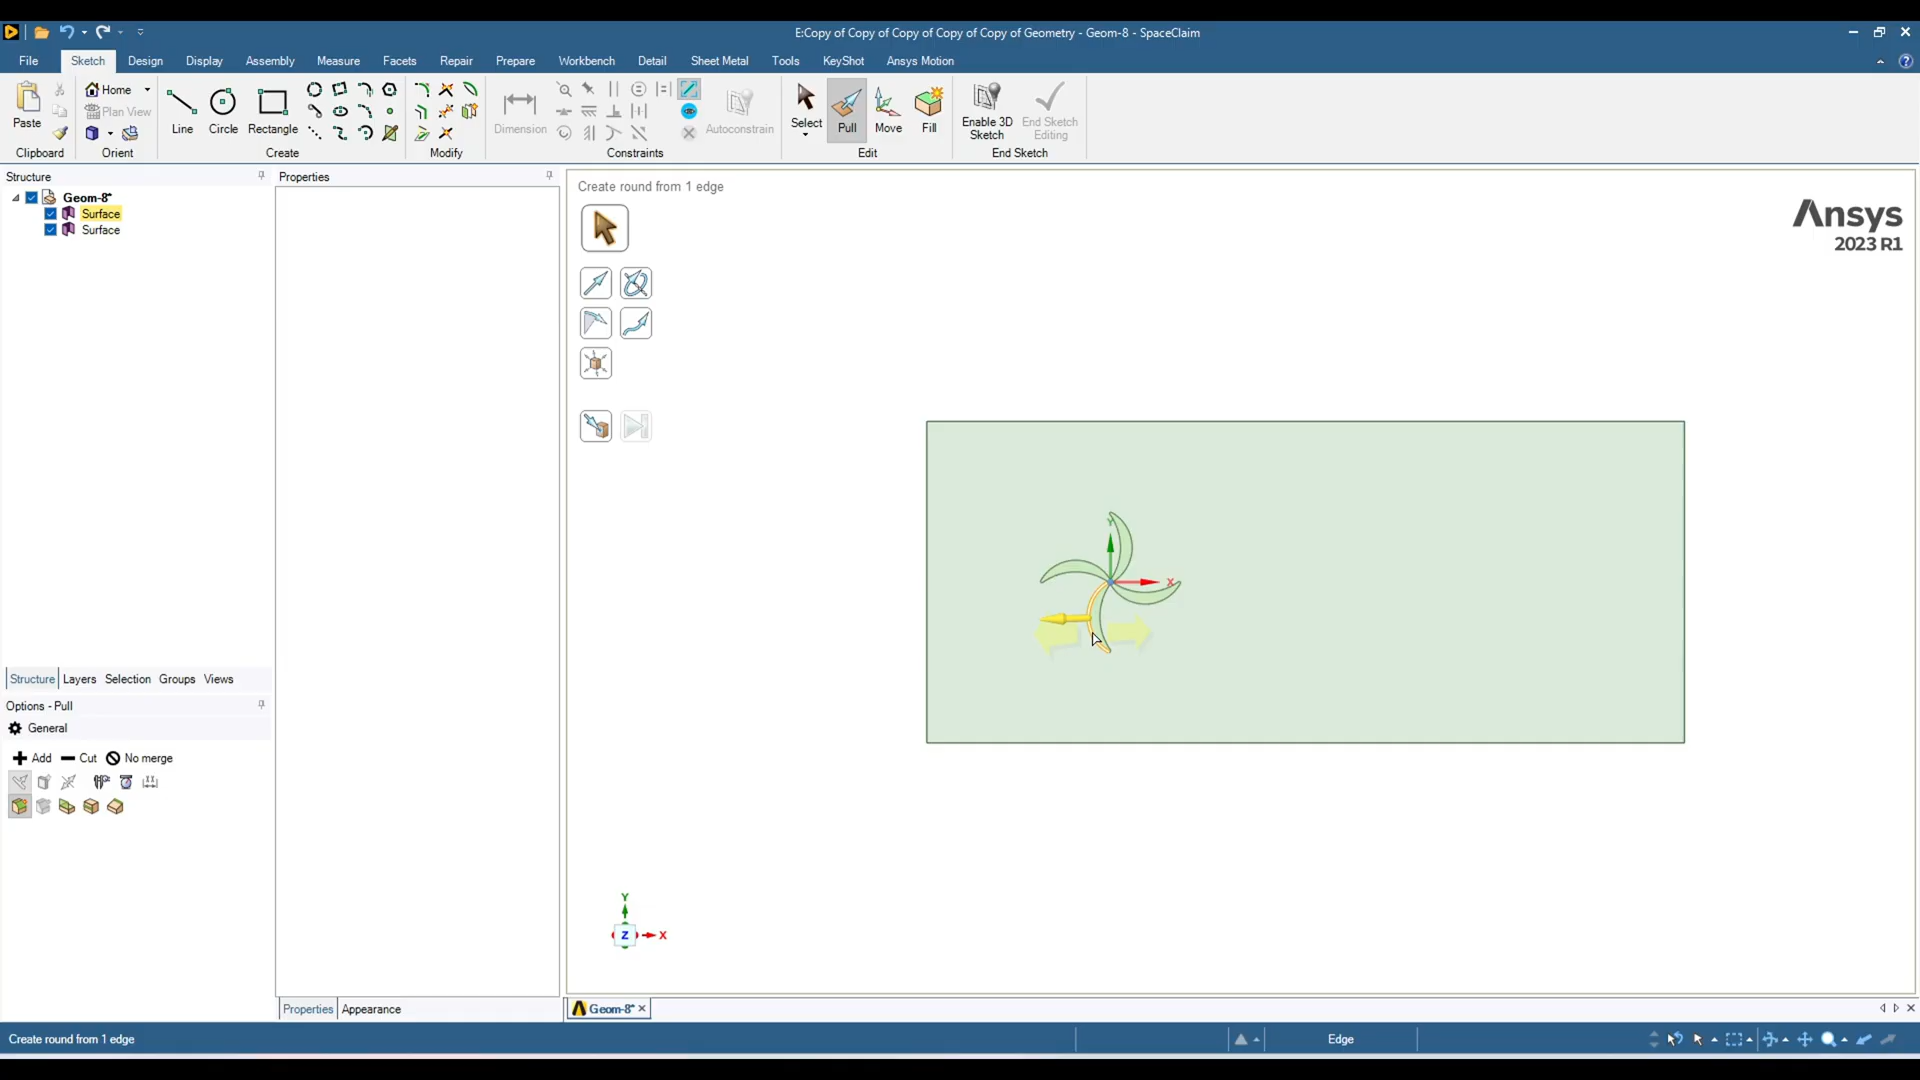 E:Copy of Copy of Copy of Copy of Copy of Geometry - Geom-8 - SpaceClaim
File Sketch Design Display Assembly Measure Facets Repair Prepare Workbench Detail Sheet Metal Tools KeyShot Ansys Motion
Home
Plan View
Paste
Line Circle Rectangle
Dimension
Autoconstrain
Select Pull Move Fill
Enable 3D Sketch
End Sketch Editing
Clipboard Orient Create Modify Constraints Edit End Sketch
Structure
Geom-8*
Surface
Surface
Properties
Create round from 1 edge
Ansys
2023 R1
Y
X
Structure Layers Selection Groups Views
Options - Pull
General
Add Cut No merge
Y
Z X
Properties Appearance
Geom-8*
Create round from 1 edge
Edge